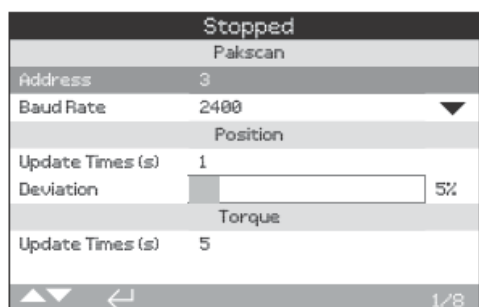 Stopped
Pakscan
Address 3
Baud Rate 2400
Position
Update Times (s) 1
Deviation 5%
Torque
Update Times (s) 5
1/8